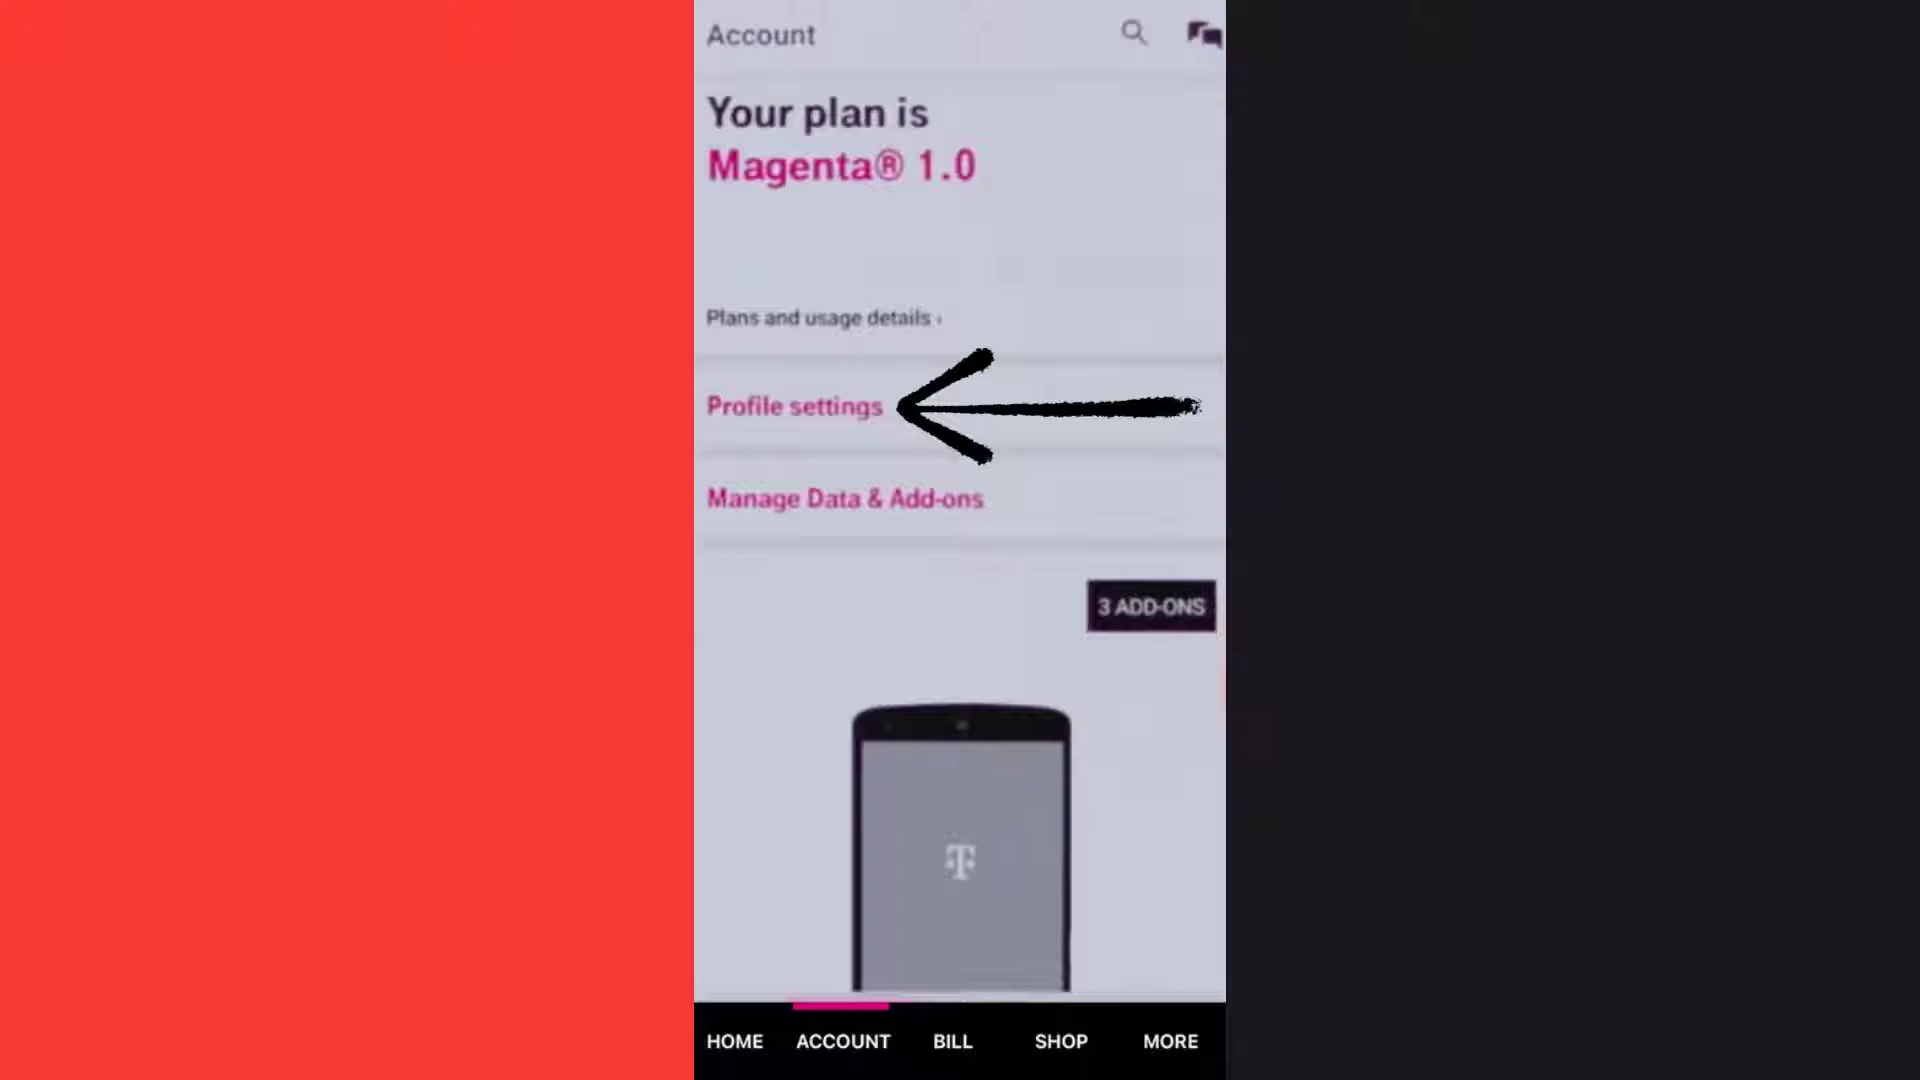 Account
Your plan is
Magenta® 1.0
Plans and usage details ›
Profile settings
Manage Data & Add-ons
3 ADD-ONS
T
HOME ACCOUNT BILL SHOP MORE